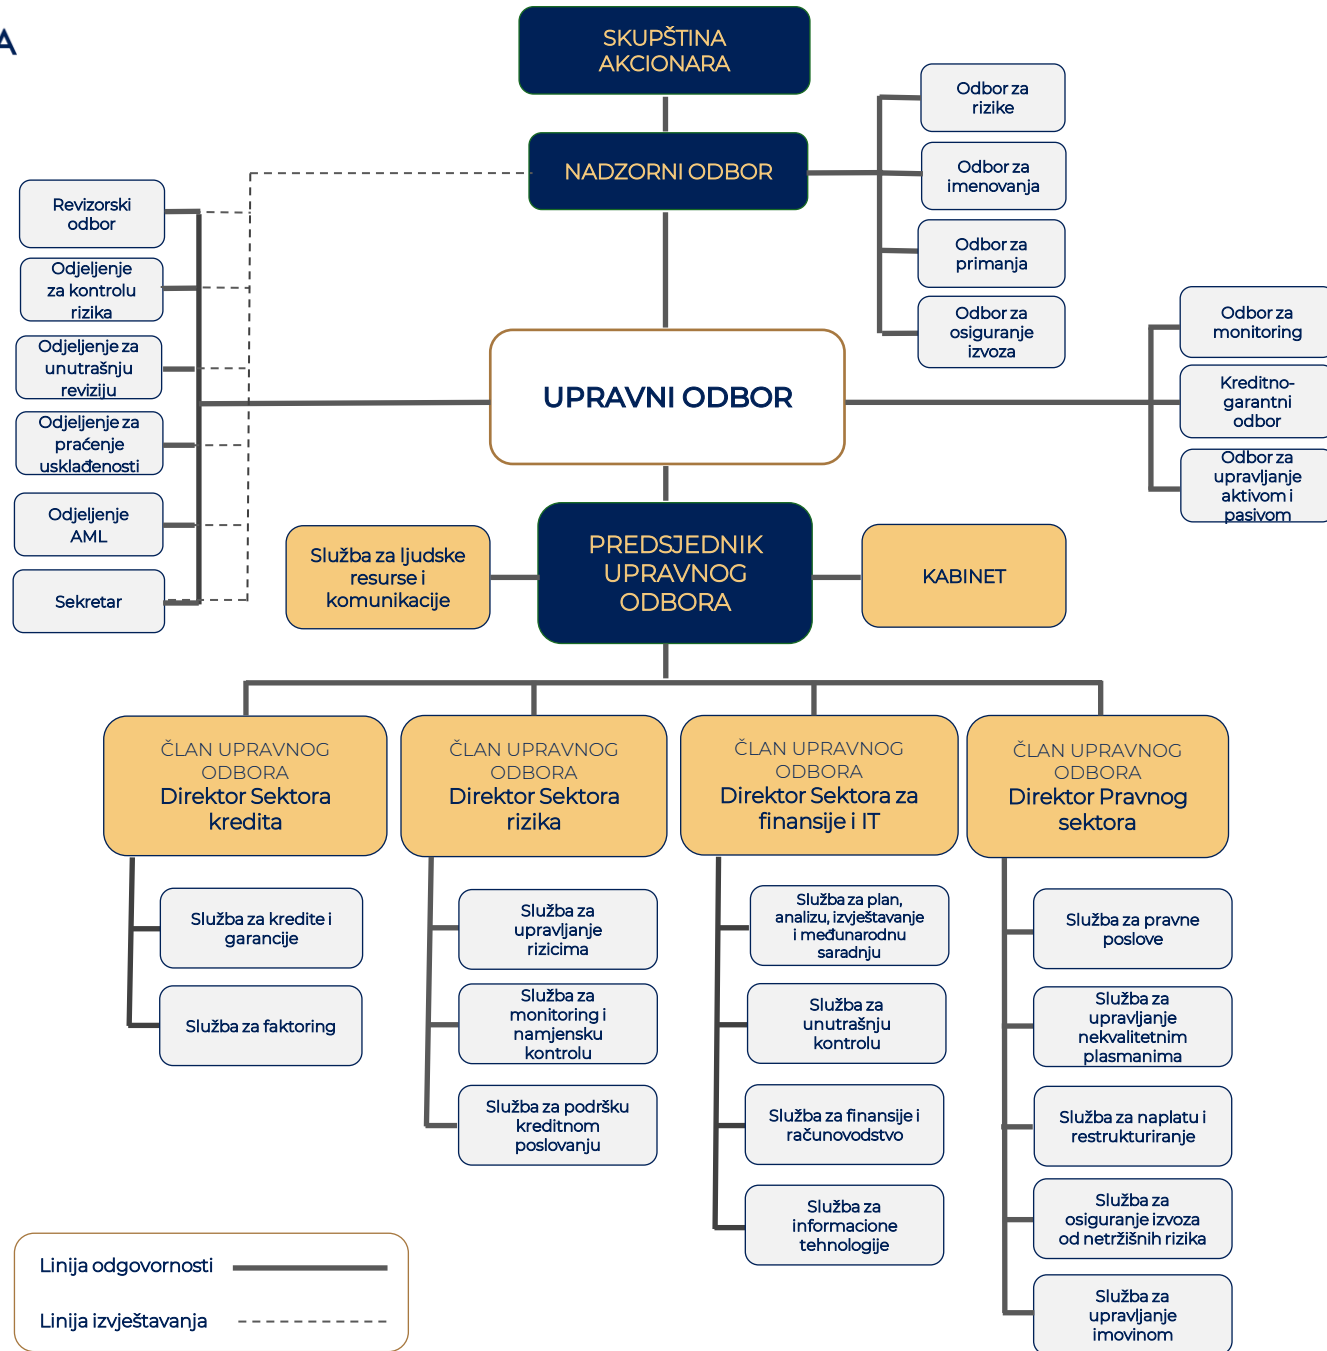 SKUPŠTINA
AKCIONARA
NADZORNI ODBOR
Odbor za
rizike
Odbor za
imenovanja
Odbor za
primanja
Odbor za
osiguranje
izvoza
Revizorski
odbor
Odjeljenje
za kontrolu
rizika
Odjeljenje za
unutrašnju
reviziju
Odjeljenje za
praćenje
usklađenosti
Odjeljenje
AML
Sekretar
UPRAVNI ODBOR
Odbor za
monitoring
Kreditno-
garantni
odbor
Odbor za
upravljanje
aktivom i
pasivom
Služba za ljudske
resurse i
komunikacije
PREDSJEDNIK
UPRAVNOG
ODBORA
KABINET
ČLAN UPRAVNOG
ODBORA
Direktor Sektora
kredita
ČLAN UPRAVNOG
ODBORA
Direktor Sektora
rizika
ČLAN UPRAVNOG
ODBORA
Direktor Sektora za
finansije i IT
ČLAN UPRAVNOG
ODBORA
Direktor Pravnog
sektora
Služba za kredite i
garancije
Služba za faktoring
Služba za
upravljanje
rizicima
Služba za
monitoring i
namjensku
kontrolu
Služba za podršku
kreditnom
poslovanju
Služba za plan,
analizu, izvještavanje
i međunarodnu
saradnju
Služba za
unutrašnju
kontrolu
Služba za finansije i
računovodstvo
Služba za
informacione
tehnologije
Služba za pravne
poslove
Služba za
upravljanje
nekvalitetnim
plasmanima
Služba za naplatu i
restrukturiranje
Služba za
osiguranje izvoza
od netržišnih rizika
Služba za
upravljanje
imovinom
Linija odgovornosti
Linija izvještavanja